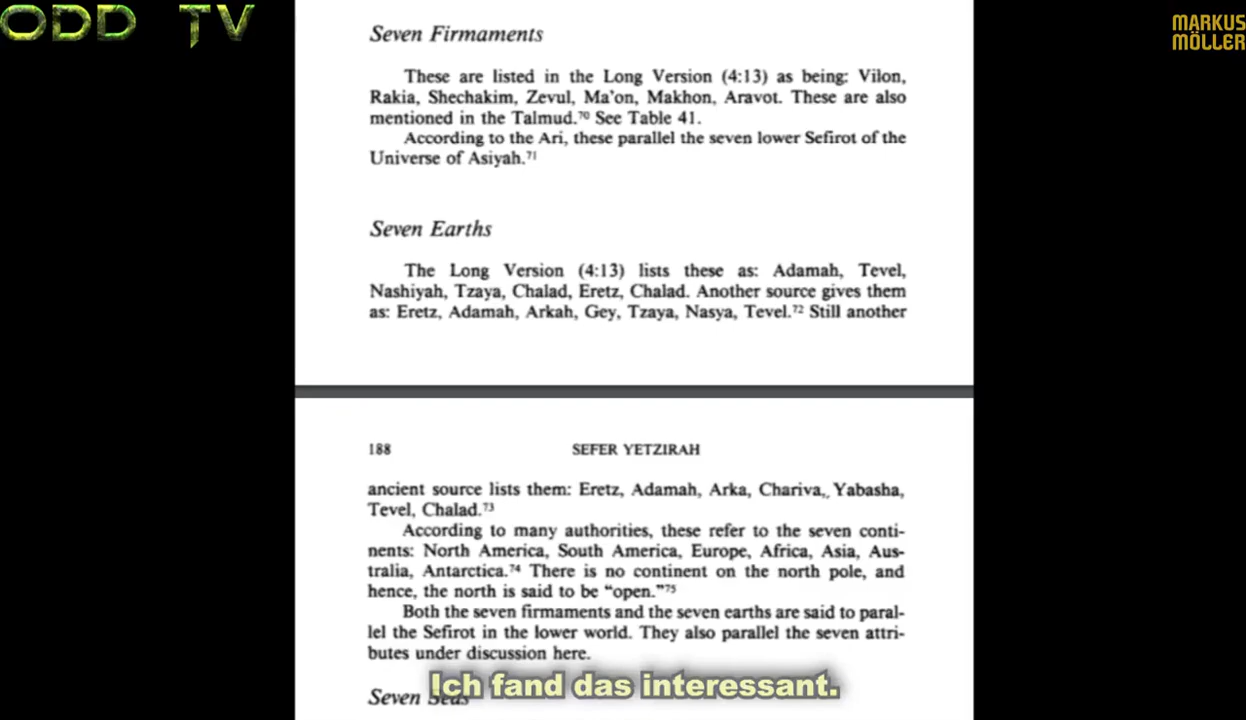 ODD TV
MARKUS
MÖLLER
Seven Firmaments
These are listed in the Long Version (4:13) as being: Vilon,
Rakia, Shechakim, Zevul, Ma'on, Makhon, Aravot. These are also
mentioned in the Talmud.⁷⁰ See Table 41.
According to the Ari, these parallel the seven lower Sefirot of the
Universe of Asiyah.⁷¹
Seven Earths
The Long Version (4:13) lists these as: Adamah, Tevel,
Nashiyah, Tzaya, Chalad, Eretz, Chalad. Another source gives them
as: Eretz, Adamah, Arkah, Gey, Tzaya, Nasya, Tevel.⁷² Still another
188 SEFER YETZIRAH
ancient source lists them: Eretz, Adamah, Arka, Chariva, Yabasha,
Tevel, Chalad.⁷³
According to many authorities, these refer to the seven conti-
nents: North America, South America, Europe, Africa, Asia, Aus-
tralia, Antarctica.⁷⁴ There is no continent on the north pole, and
hence, the north is said to be "open."⁷⁵
Both the seven firmaments and the seven earths are said to paral-
lel the Sefirot in the lower world. They also parallel the seven attri-
butes under discussion here.
Seven Seas
Ich fand das interessant.